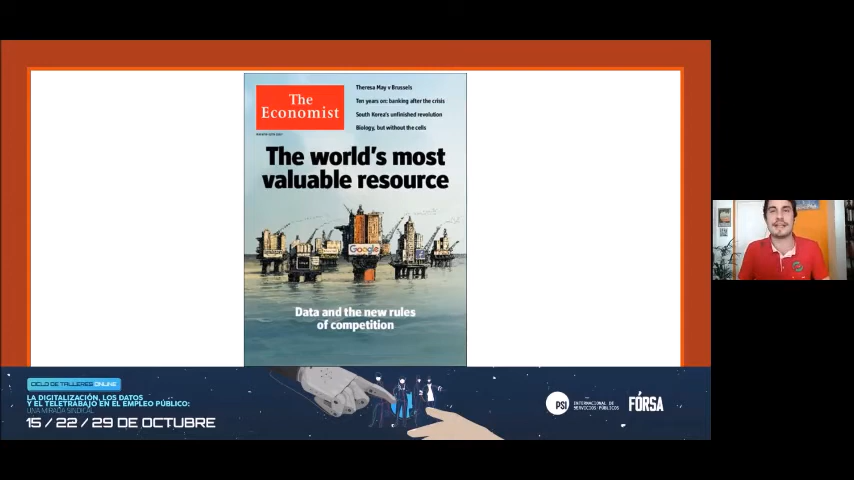 The
Economist
Theresa May v Brussels
Ten years on: banking after the crisis
South Korea's unfinished revolution
Biology, but without the cells
The world's most
valuable resource
Google
Data and the new rules
of competition
CICLO DE TALLERES ONLINE
LA DIGITALIZACIÓN, LOS DATOS
Y EL TELETRABAJO EN EL EMPLEO PÚBLICO:
UNA MIRADA SINDICAL
15 / 22 / 29 DE OCTUBRE
PSI
INTERNACIONAL DE
SERVICIOS PÚBLICOS
FÓRSA